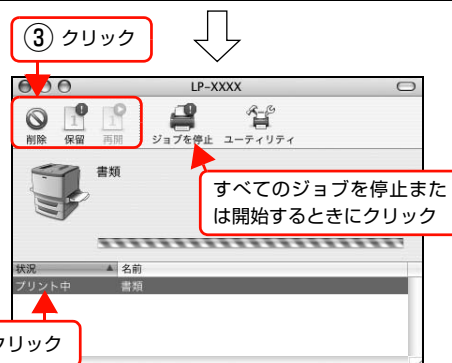 ③ クリック
LP-XXXX
削除 保留 再開 ジョブを停止 ユーティリティ
書類
すべてのジョブを停止また
は開始するときにクリック
状況 名前
プリント中 書類
クリック